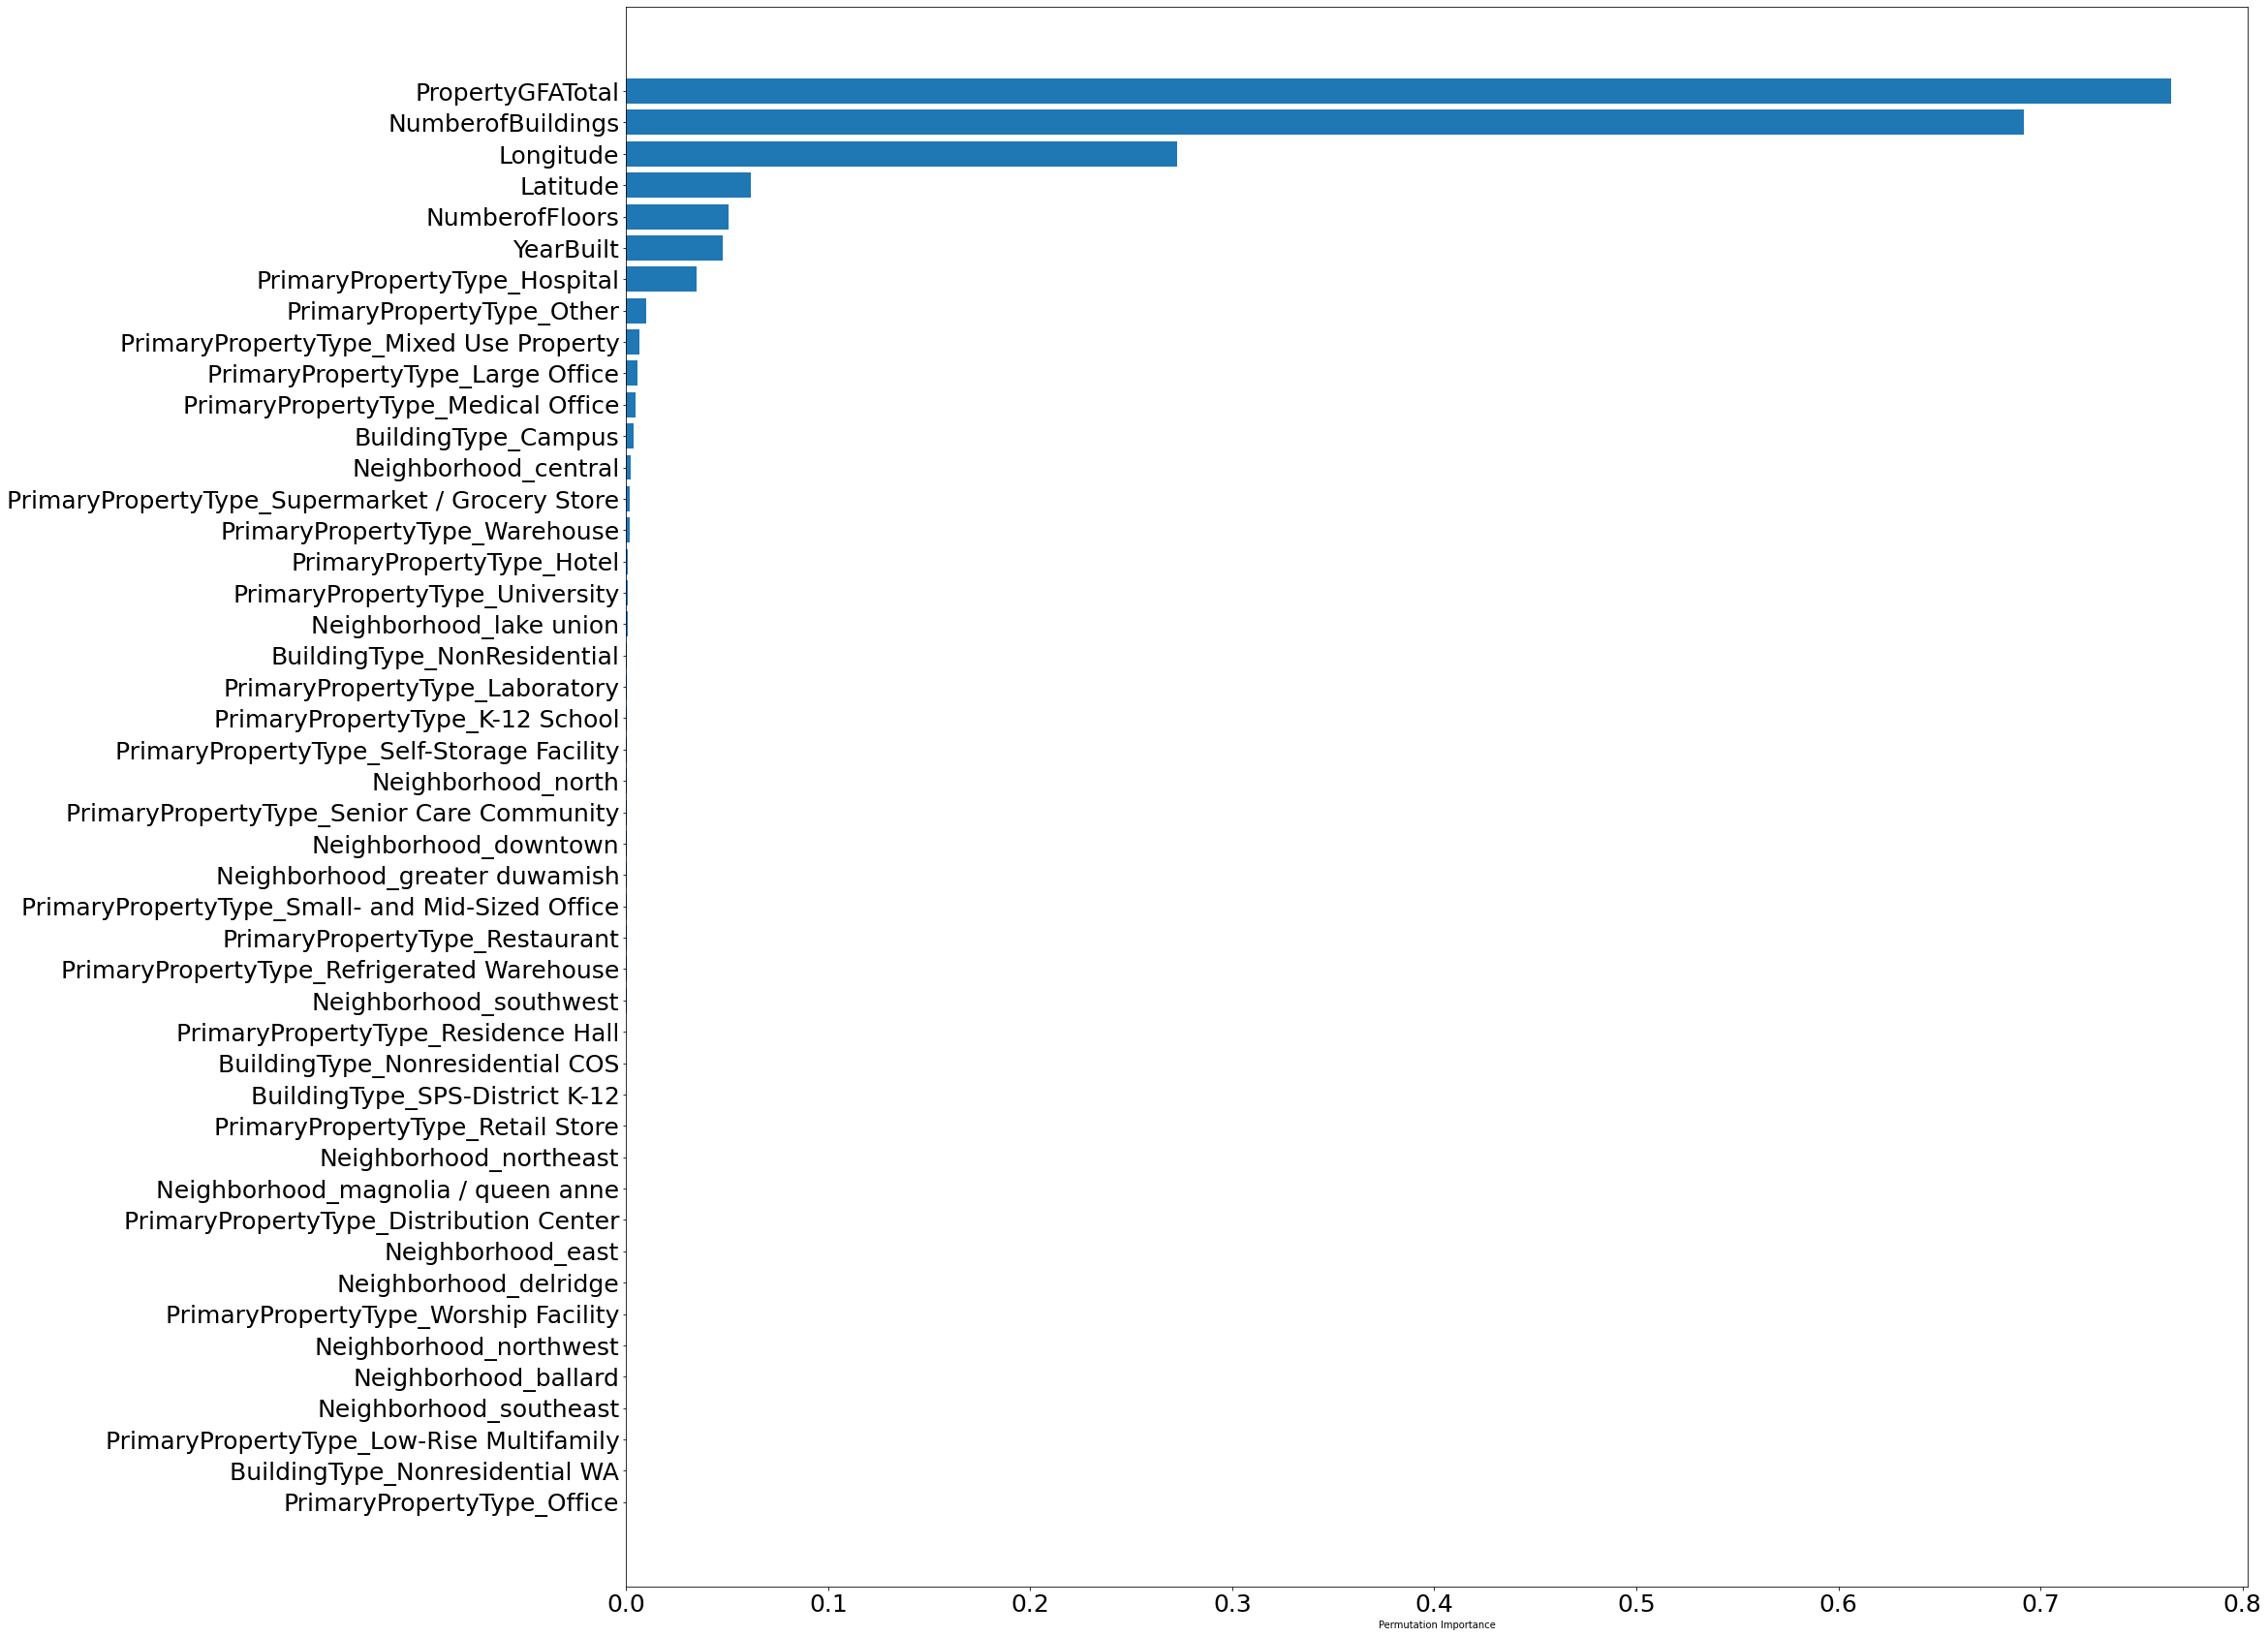 PropertyGFATotal
NumberofBuildings
Longitude
Latitude
NumberofFloors
YearBuilt
PrimaryPropertyType_Hospital
PrimaryPropertyType_Other
PrimaryPropertyType_Mixed Use Property
PrimaryPropertyType_Large Office
PrimaryPropertyType_Medical Office
BuildingType_Campus
Neighborhood_central
PrimaryPropertyType_Supermarket / Grocery Store
PrimaryPropertyType_Warehouse
PrimaryPropertyType_Hotel
PrimaryPropertyType_University
Neighborhood_lake union
BuildingType_NonResidential
PrimaryPropertyType_Laboratory
PrimaryPropertyType_K-12 School
PrimaryPropertyType_Self-Storage Facility
Neighborhood_north
PrimaryPropertyType_Senior Care Community
Neighborhood_downtown
Neighborhood_greater duwamish
PrimaryPropertyType_Small- and Mid-Sized Office
PrimaryPropertyType_Restaurant
PrimaryPropertyType_Refrigerated Warehouse
Neighborhood_southwest
PrimaryPropertyType_Residence Hall
BuildingType_Nonresidential COS
BuildingType_SPS-District K-12
PrimaryPropertyType_Retail Store
Neighborhood_northeast
Neighborhood_magnolia / queen anne
PrimaryPropertyType_Distribution Center
Neighborhood_east
Neighborhood_delridge
PrimaryPropertyType_Worship Facility
Neighborhood_northwest
Neighborhood_ballard
Neighborhood_southeast
PrimaryPropertyType_Low-Rise Multifamily
BuildingType_Nonresidential WA
PrimaryPropertyType_Office
0.0 0.1 0.2 0.3 0.4 0.5 0.6 0.7 0.8
Permutation Importance